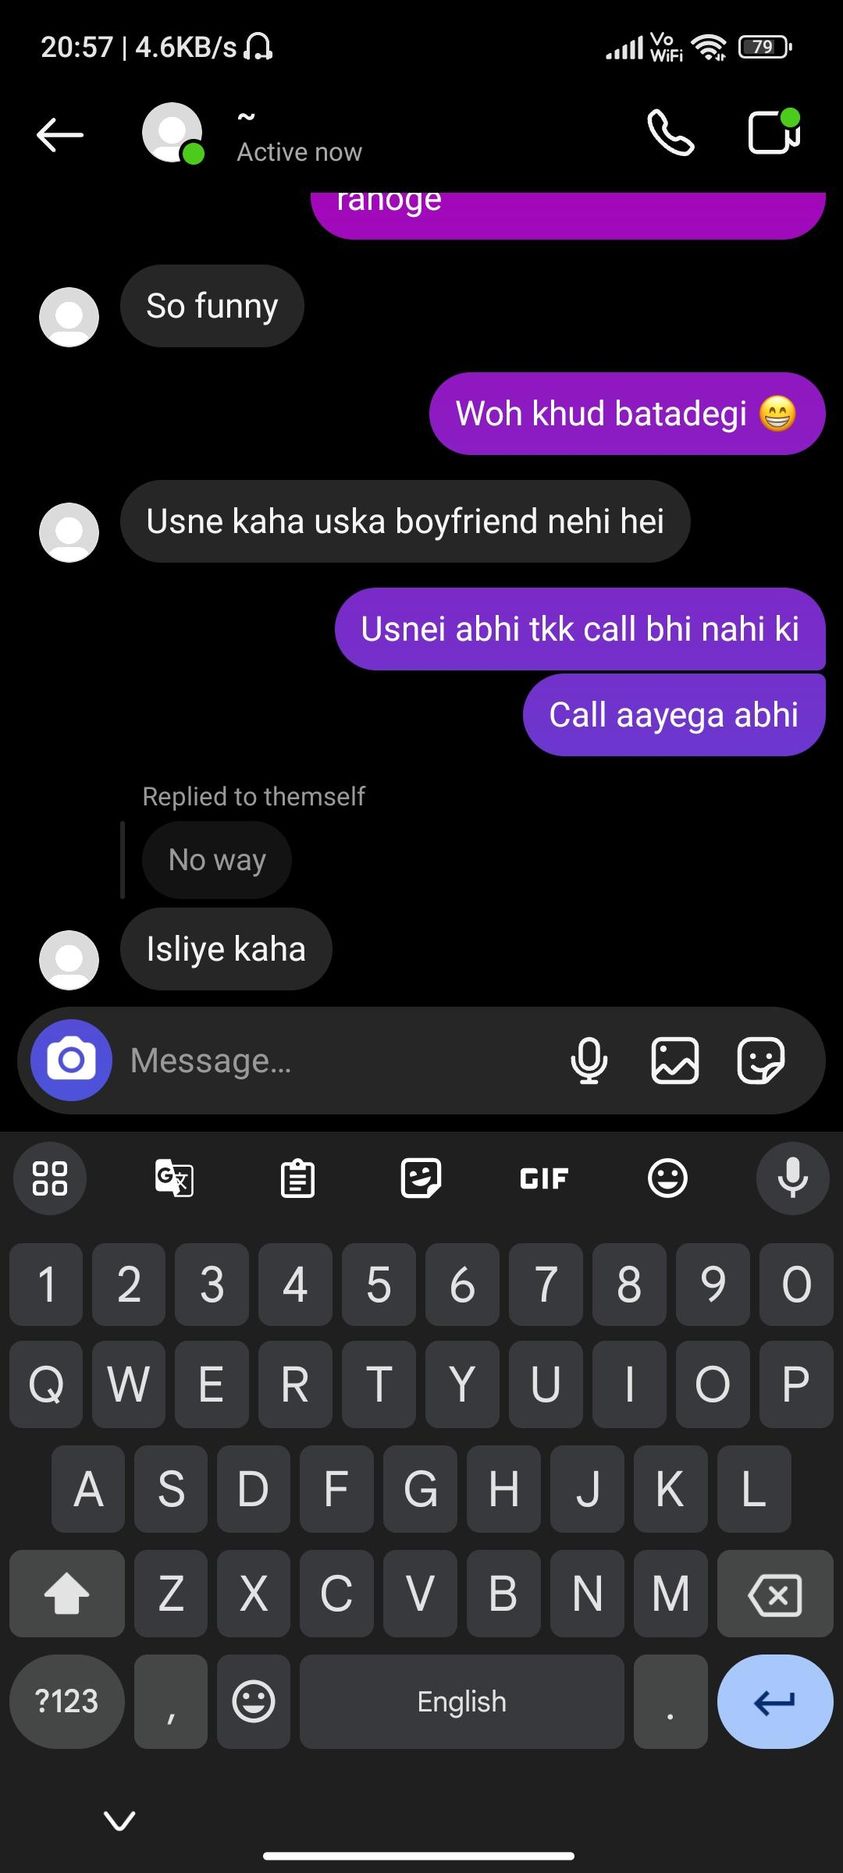 20:57 | 4.6KB/s
Vo
WiFi
79
~
Active now
rahoge
So funny
Woh khud batadegi 😁
Usne kaha uska boyfriend nehi hei
Usnei abhi tkk call bhi nahi ki
Call aayega abhi
Replied to themself
No way
Isliye kaha
Message...
GIF
1 2 3 4 5 6 7 8 9 0
Q W E R T Y U I O P
A S D F G H J K L
Z X C V B N M
?123 , English .